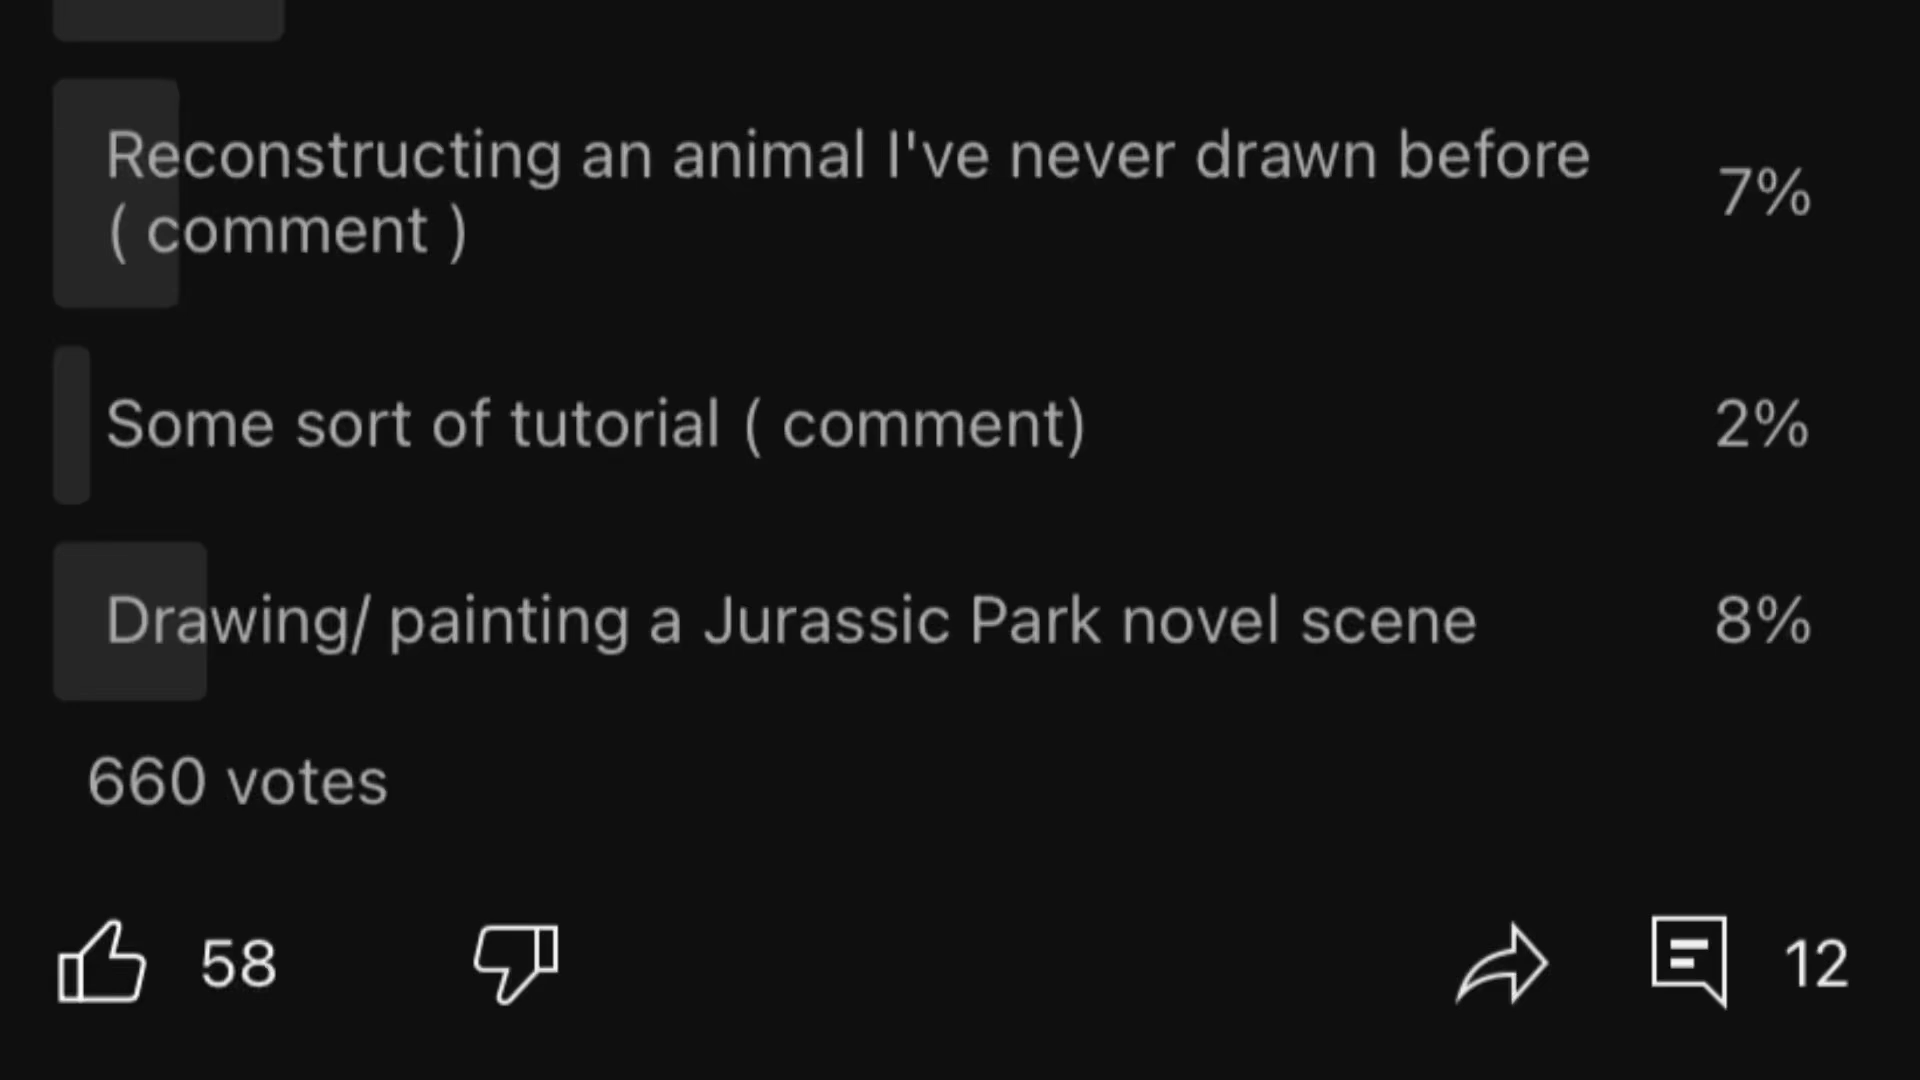 Reconstructing an animal I've never drawn before
( comment )
7%
Some sort of tutorial ( comment)
2%
Drawing/ painting a Jurassic Park novel scene
8%
660 votes
58
12